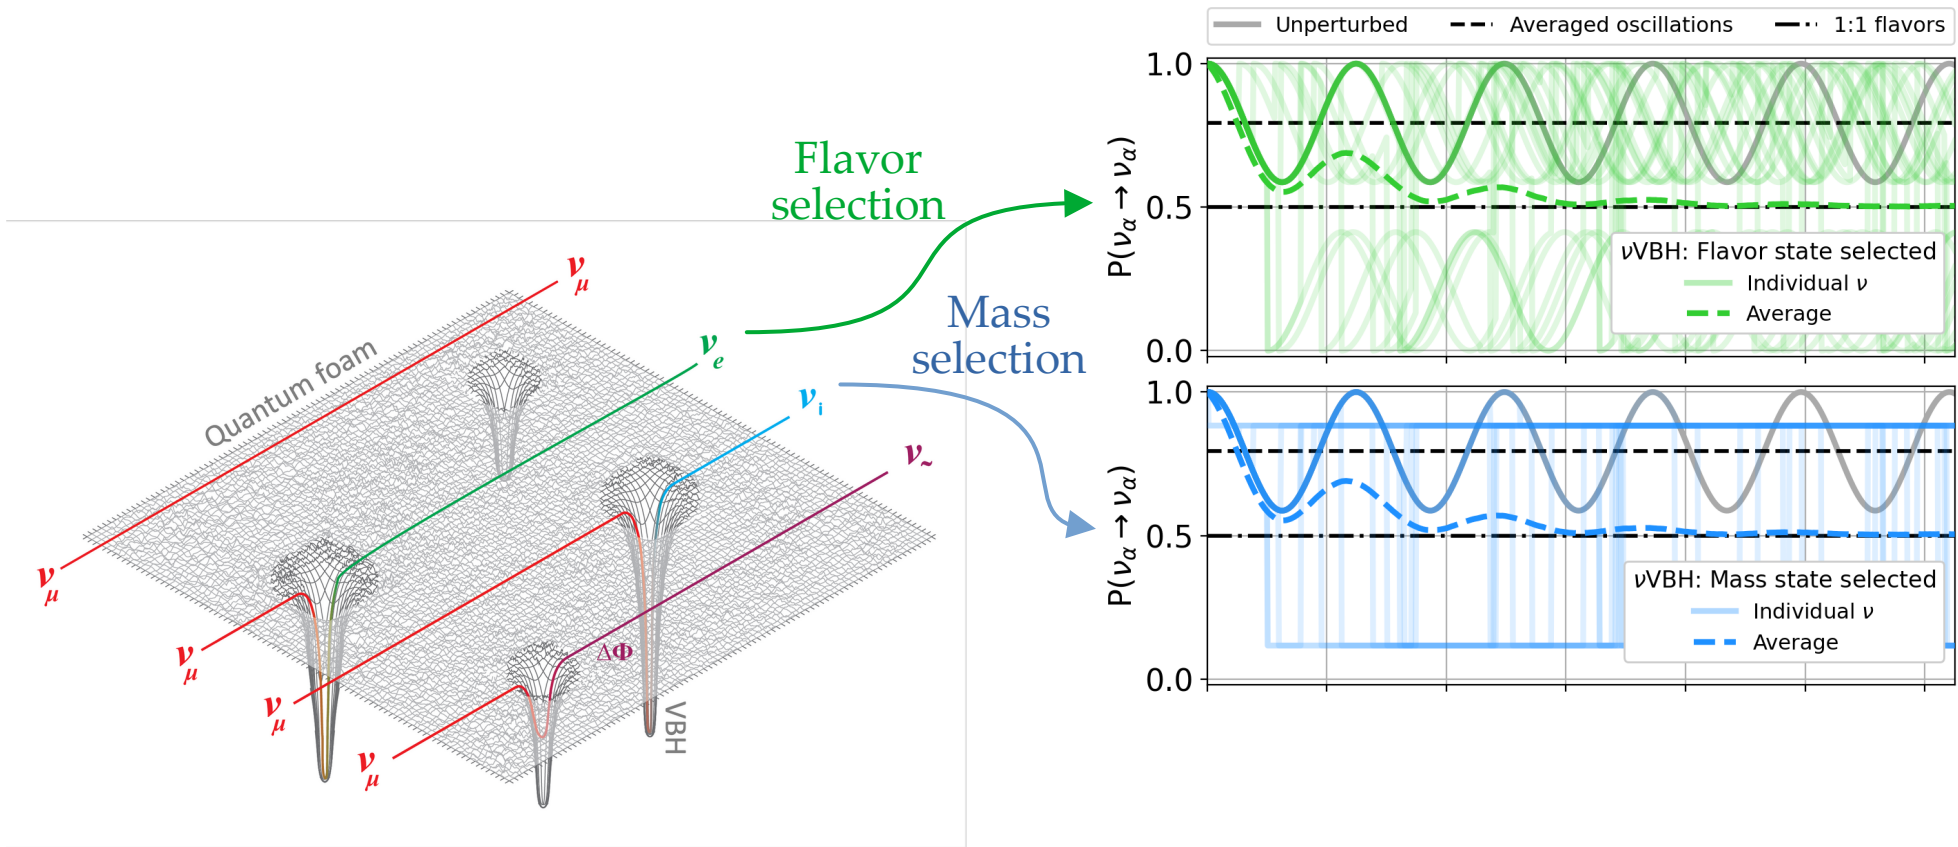 Unperturbed
Averaged oscillations
1:1 flavors
Flavor
selection
Mass
selection
Quantum foam
νμ
νe
νi
ν~
νμ
νμ
νμ
νμ
ΔΦ
VBH
P(να → να)
1.0
0.5
0.0
νVBH: Flavor state selected
Individual ν
Average
P(να → να)
1.0
0.5
0.0
νVBH: Mass state selected
Individual ν
Average